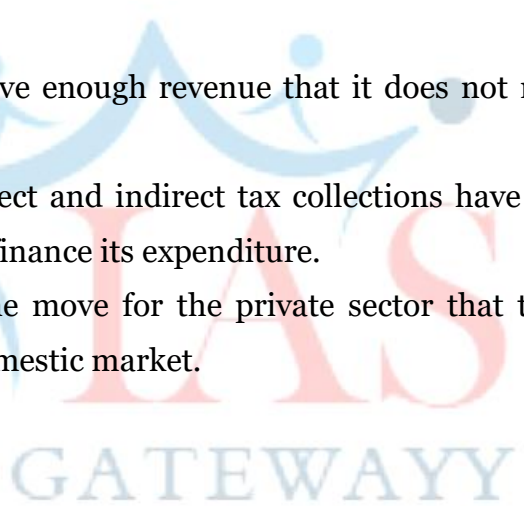 ve enough revenue that it does not
ect and indirect tax collections have
inance its expenditure.
e move for the private sector that
mestic market.
IAS
GATEWAYY